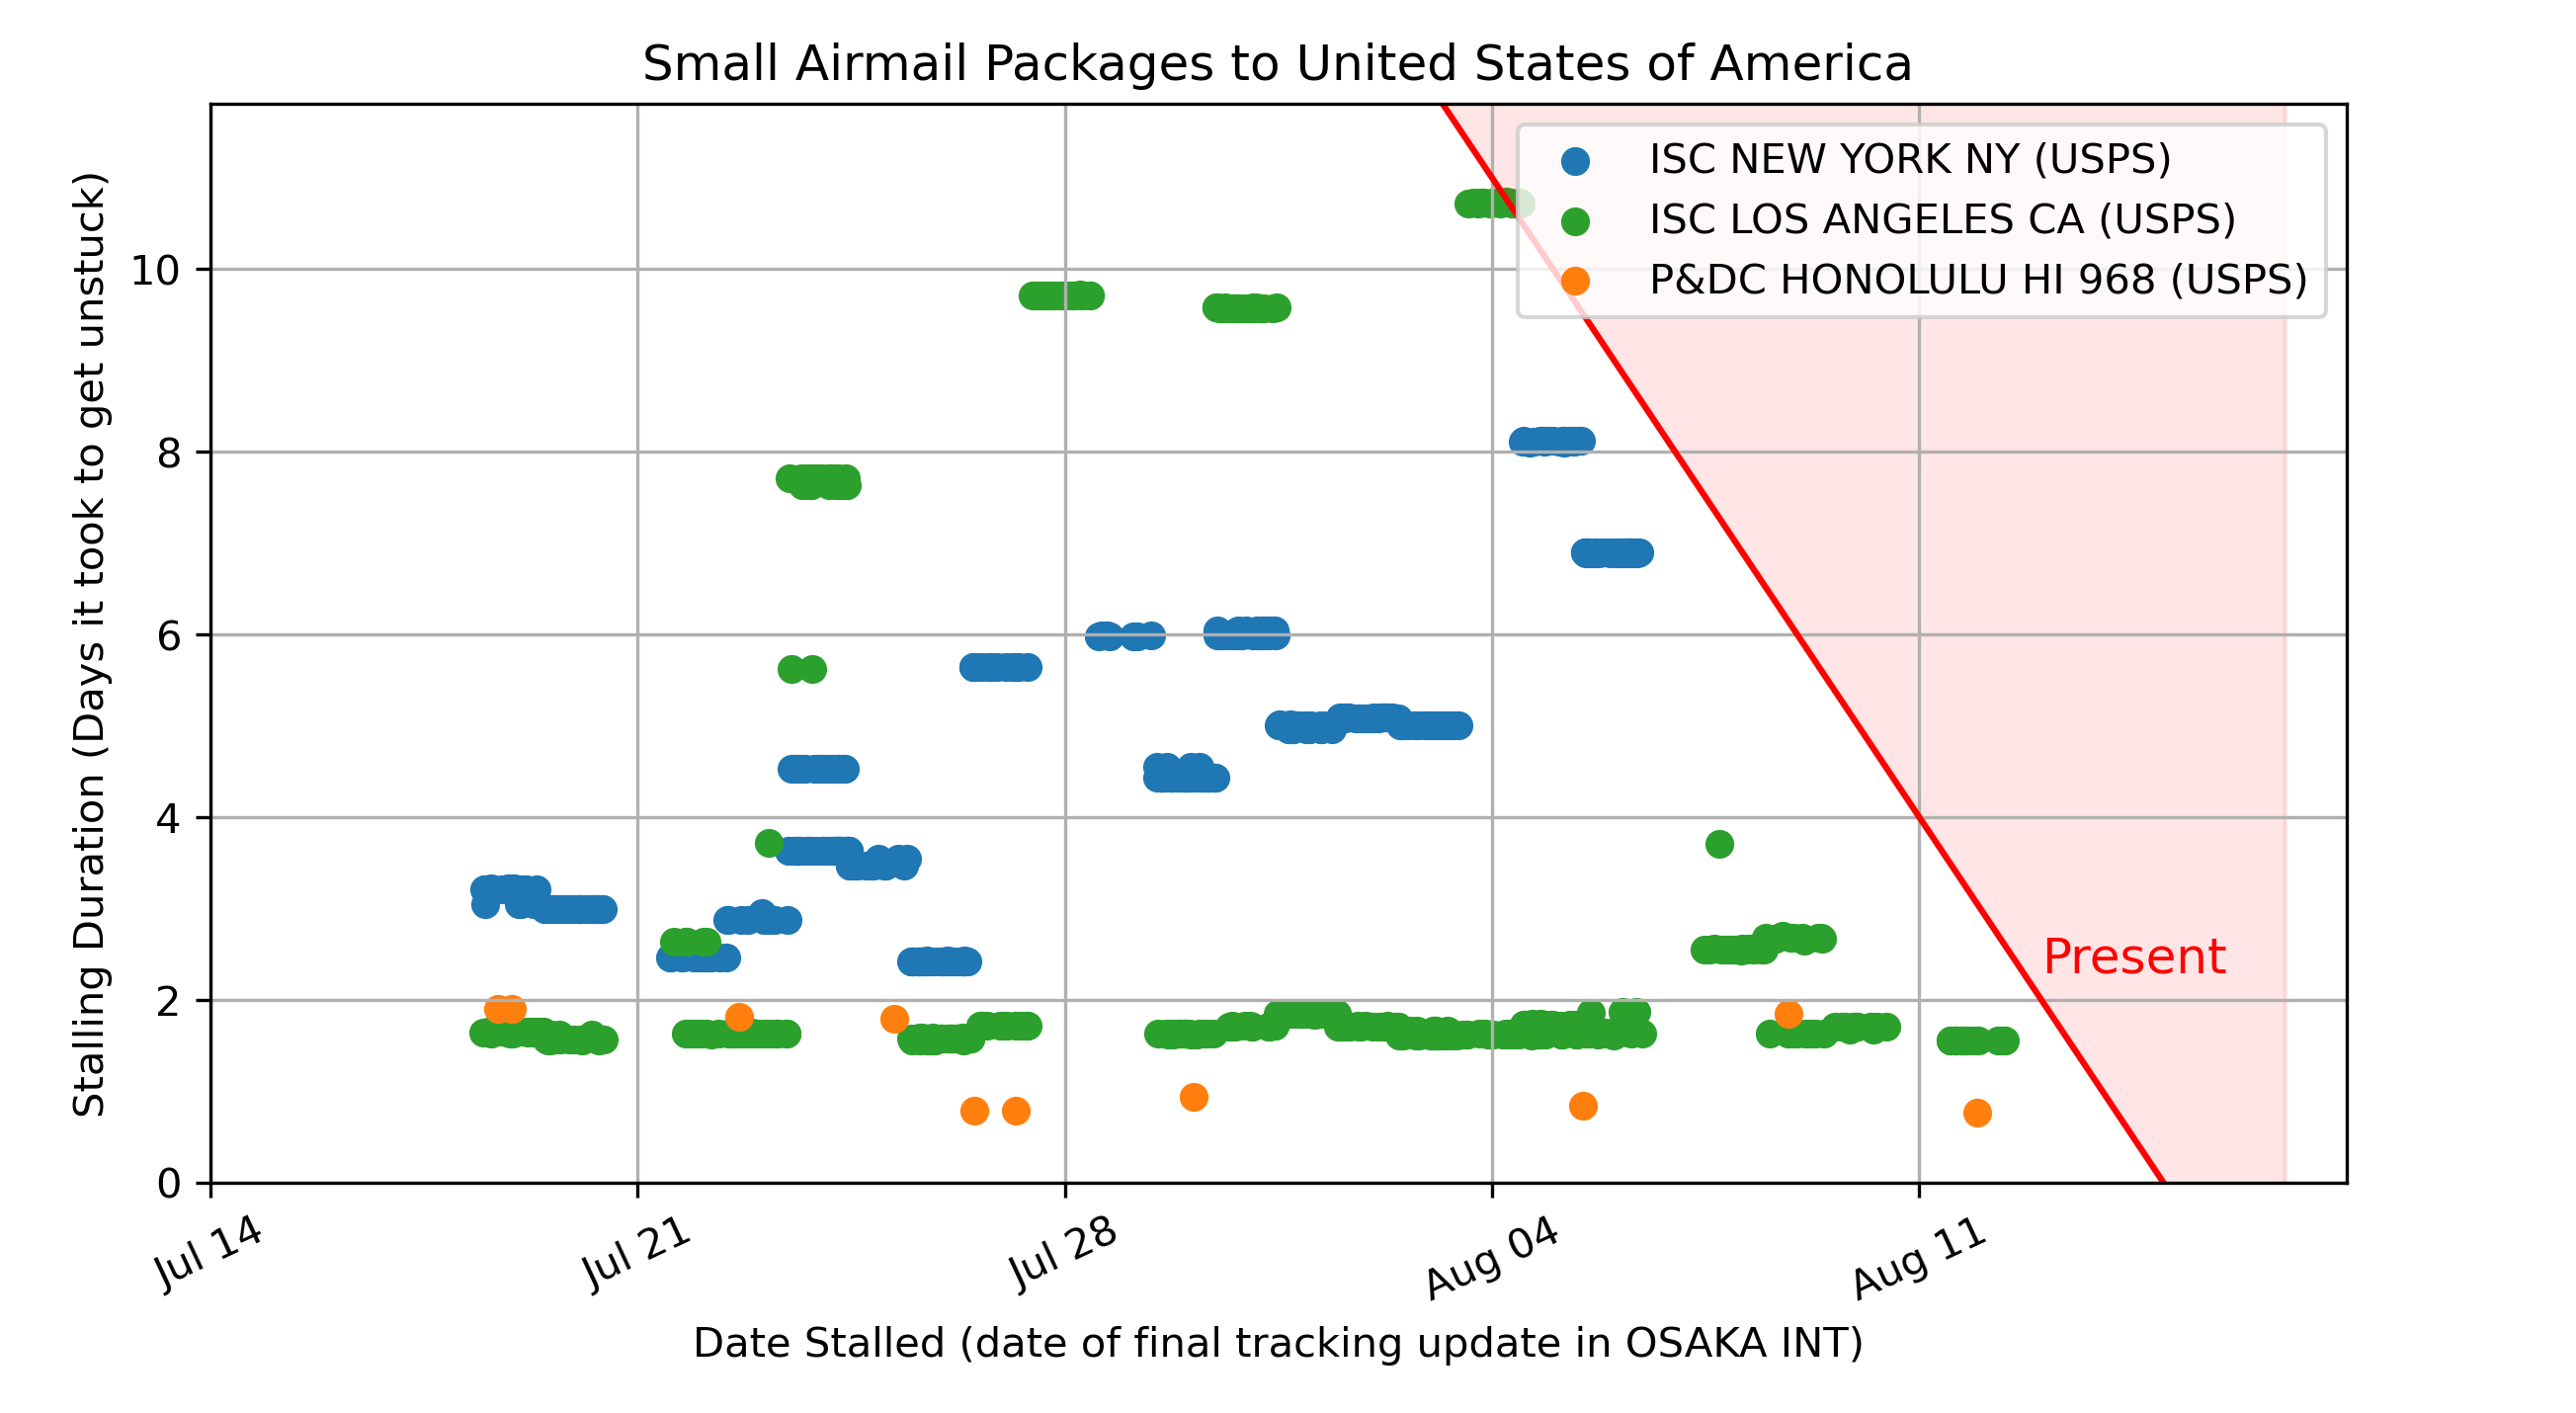 Small Airmail Packages to United States of America
Stalling Duration (Days it took to get unstuck)
10
8
6
4
2
0
ISC NEW YORK NY (USPS)
ISC LOS ANGELES CA (USPS)
P&DC HONOLULU HI 968 (USPS)
Present
Jul 14
Jul 21
Jul 28
Aug 04
Aug 11
Date Stalled (date of final tracking update in OSAKA INT)